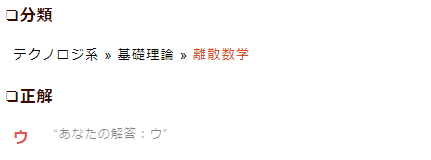 ❏分類
テクノロジ系 » 基礎理論 » 離散数学
❏正解
ウ “あなたの解答：ウ”